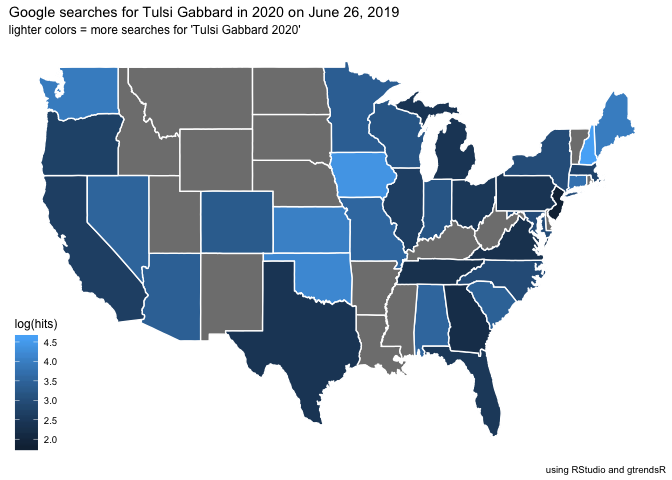 Google searches for Tulsi Gabbard in 2020 on June 26, 2019
lighter colors = more searches for 'Tulsi Gabbard 2020'
log(hits)
4.5
4.0
3.5
3.0
2.5
2.0
using RStudio and gtrendsR